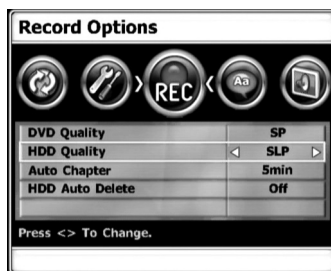 Record Options
REC
Aa
DVD Quality SP
HDD Quality SLP
Auto Chapter 5min
HDD Auto Delete Off
Press <> To Change.